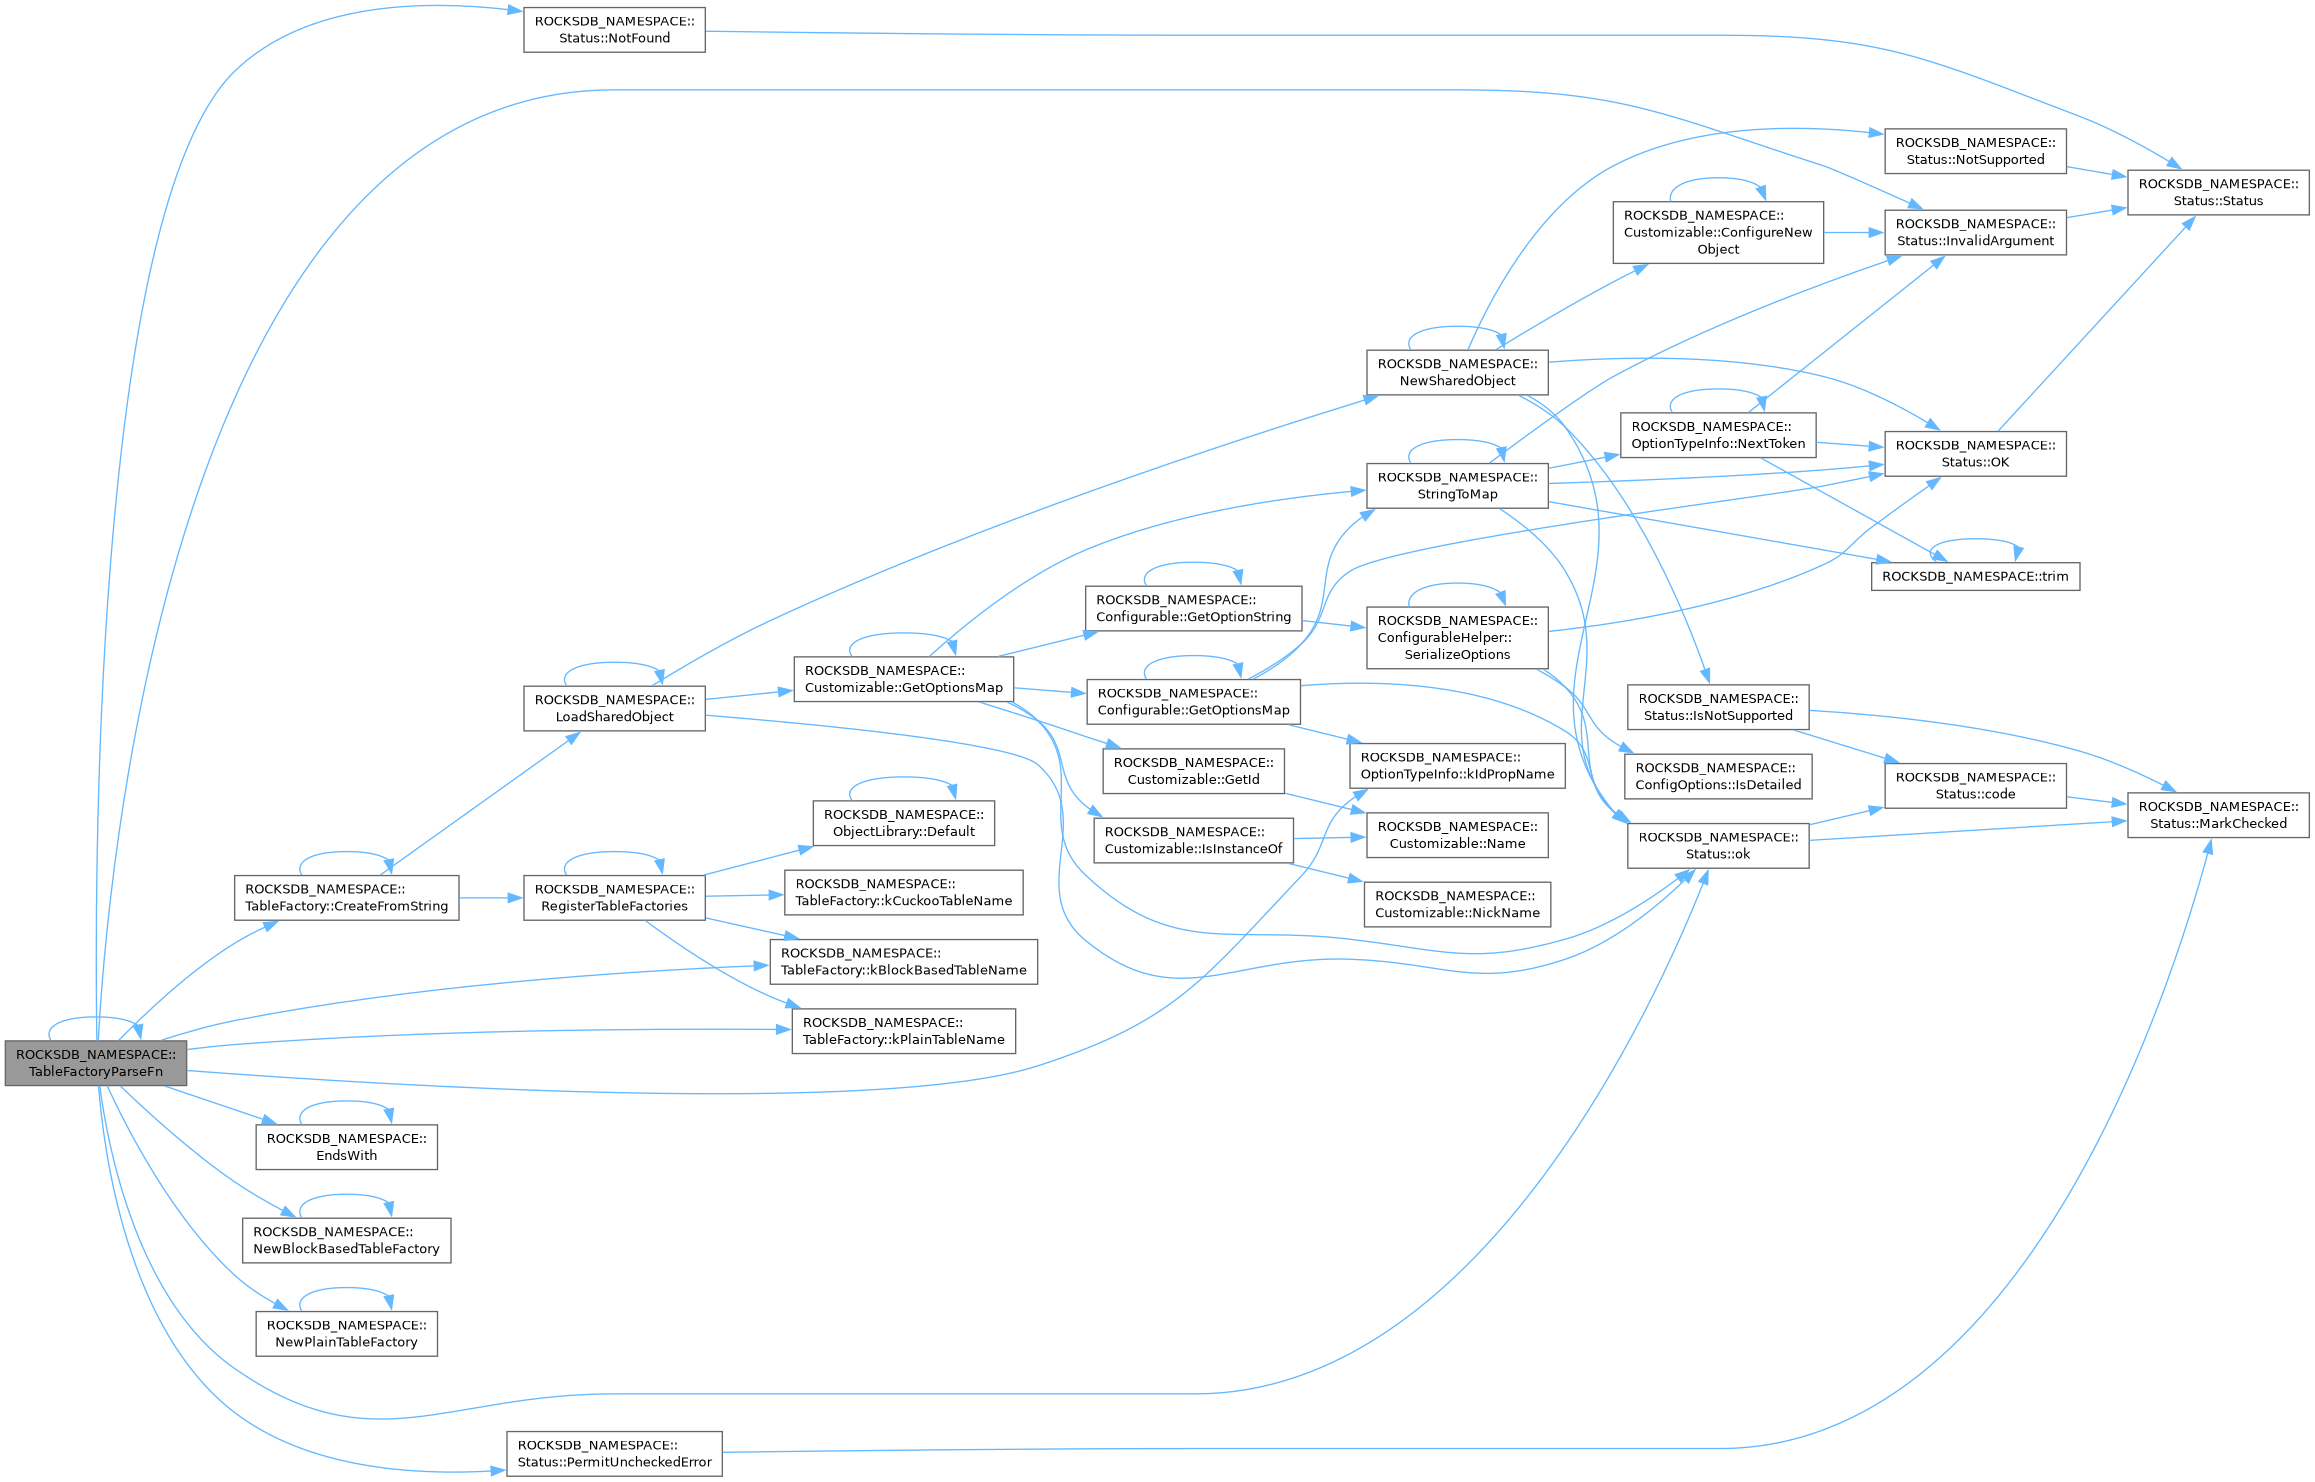 ROCKSDB_NAMESPACE::
Status::NotFound
ROCKSDB_NAMESPACE::
Status::NotSupported
ROCKSDB_NAMESPACE::
Status::Status
ROCKSDB_NAMESPACE::
Customizable::ConfigureNew
Object
ROCKSDB_NAMESPACE::
Status::InvalidArgument
ROCKSDB_NAMESPACE::
NewSharedObject
ROCKSDB_NAMESPACE::
OptionTypeInfo::NextToken
ROCKSDB_NAMESPACE::
Status::OK
ROCKSDB_NAMESPACE::
StringToMap
ROCKSDB_NAMESPACE::trim
ROCKSDB_NAMESPACE::
Configurable::GetOptionString
ROCKSDB_NAMESPACE::
ConfigurableHelper::
SerializeOptions
ROCKSDB_NAMESPACE::
Customizable::GetOptionsMap
ROCKSDB_NAMESPACE::
LoadSharedObject
ROCKSDB_NAMESPACE::
Configurable::GetOptionsMap
ROCKSDB_NAMESPACE::
Status::IsNotSupported
ROCKSDB_NAMESPACE::
Customizable::GetId
ROCKSDB_NAMESPACE::
OptionTypeInfo::kIdPropName
ROCKSDB_NAMESPACE::
ConfigOptions::IsDetailed
ROCKSDB_NAMESPACE::
Status::code
ROCKSDB_NAMESPACE::
Status::MarkChecked
ROCKSDB_NAMESPACE::
ObjectLibrary::Default
ROCKSDB_NAMESPACE::
Customizable::IsInstanceOf
ROCKSDB_NAMESPACE::
Customizable::Name
ROCKSDB_NAMESPACE::
Status::ok
ROCKSDB_NAMESPACE::
TableFactory::CreateFromString
ROCKSDB_NAMESPACE::
RegisterTableFactories
ROCKSDB_NAMESPACE::
TableFactory::kCuckooTableName
ROCKSDB_NAMESPACE::
Customizable::NickName
ROCKSDB_NAMESPACE::
TableFactory::kBlockBasedTableName
ROCKSDB_NAMESPACE::
TableFactory::kPlainTableName
ROCKSDB_NAMESPACE::
TableFactoryParseFn
ROCKSDB_NAMESPACE::
EndsWith
ROCKSDB_NAMESPACE::
NewBlockBasedTableFactory
ROCKSDB_NAMESPACE::
NewPlainTableFactory
ROCKSDB_NAMESPACE::
Status::PermitUncheckedError